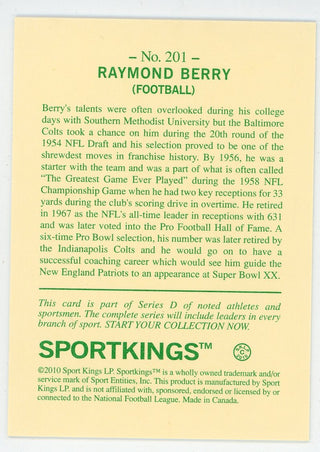 – No. 201 –
RAYMOND BERRY
(FOOTBALL)
Berry's talents were often overlooked during his college
days with Southern Methodist University but the Baltimore
Colts took a chance on him during the 20th round of the
1954 NFL Draft and his selection proved to be one of the
shrewdest moves in franchise history. By 1956, he was a
starter with the team and was a part of what is often called
"The Greatest Game Ever Played" during the 1958 NFL
Championship Game when he had two key receptions for 33
yards during the club's scoring drive in overtime. He retired
in 1967 as the NFL's all-time leader in receptions with 631
and was later voted into the Pro Football Hall of Fame. A
six-time Pro Bowl selection, his number was later retired by
the Indianapolis Colts and he would go on to have a
successful coaching career which would see him guide the
New England Patriots to an appearance at Super Bowl XX.
This card is part of Series D of noted athletes and
sportsmen. The complete series will include leaders in every
branch of sport. START YOUR COLLECTION NOW.
SPORTKINGS™
©2010 Sport Kings LP. Sportkings™ is a wholly owned trademark and/or
service mark of Sport Entities, Inc. This product is manufactured by Sport
Kings LP. and is not affiliated with, sponsored, endorsed or licensed by or
connected to the National Football League. Made in Canada.